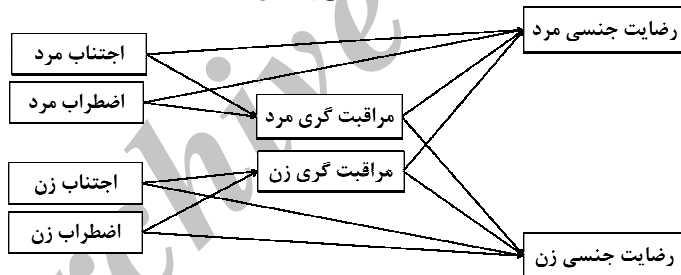 رضایت جنسی مرد
اجتناب مرد
اضطراب مرد
مراقبت گری مرد
مراقبت گری زن
اجتناب زن
اضطراب زن
رضایت جنسی زن